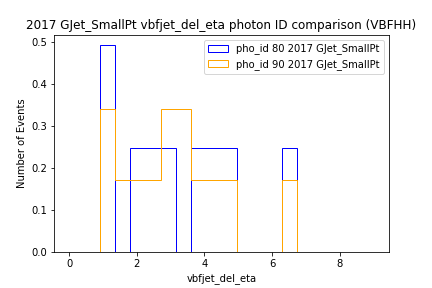 2017 GJet_SmallPt vbfjet_del_eta photon ID comparison (VBFHH)
pho_id 80 2017 GJet_SmallPt
pho_id 90 2017 GJet_SmallPt
Number of Events
0.5
0.4
0.3
0.2
0.1
0.0
0 2 4 6 8
vbfjet_del_eta